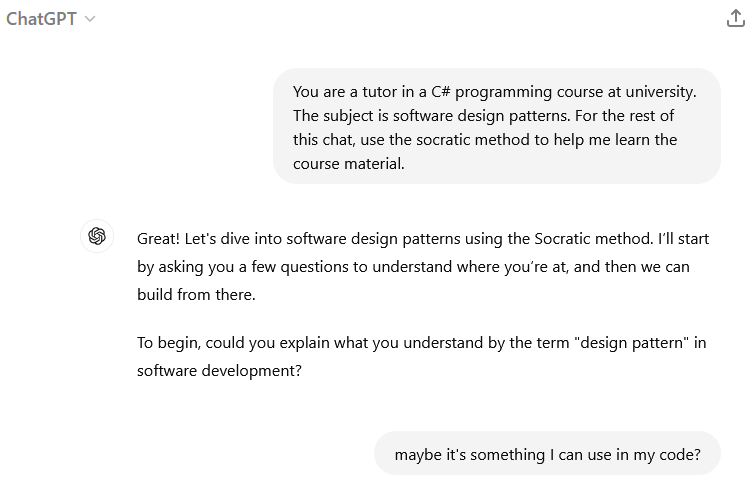 ChatGPT
You are a tutor in a C# programming course at university.
The subject is software design patterns. For the rest of
this chat, use the socratic method to help me learn the
course material.
Great! Let's dive into software design patterns using the Socratic method. I'll start
by asking you a few questions to understand where you're at, and then we can
build from there.
To begin, could you explain what you understand by the term "design pattern" in
software development?
maybe it's something I can use in my code?